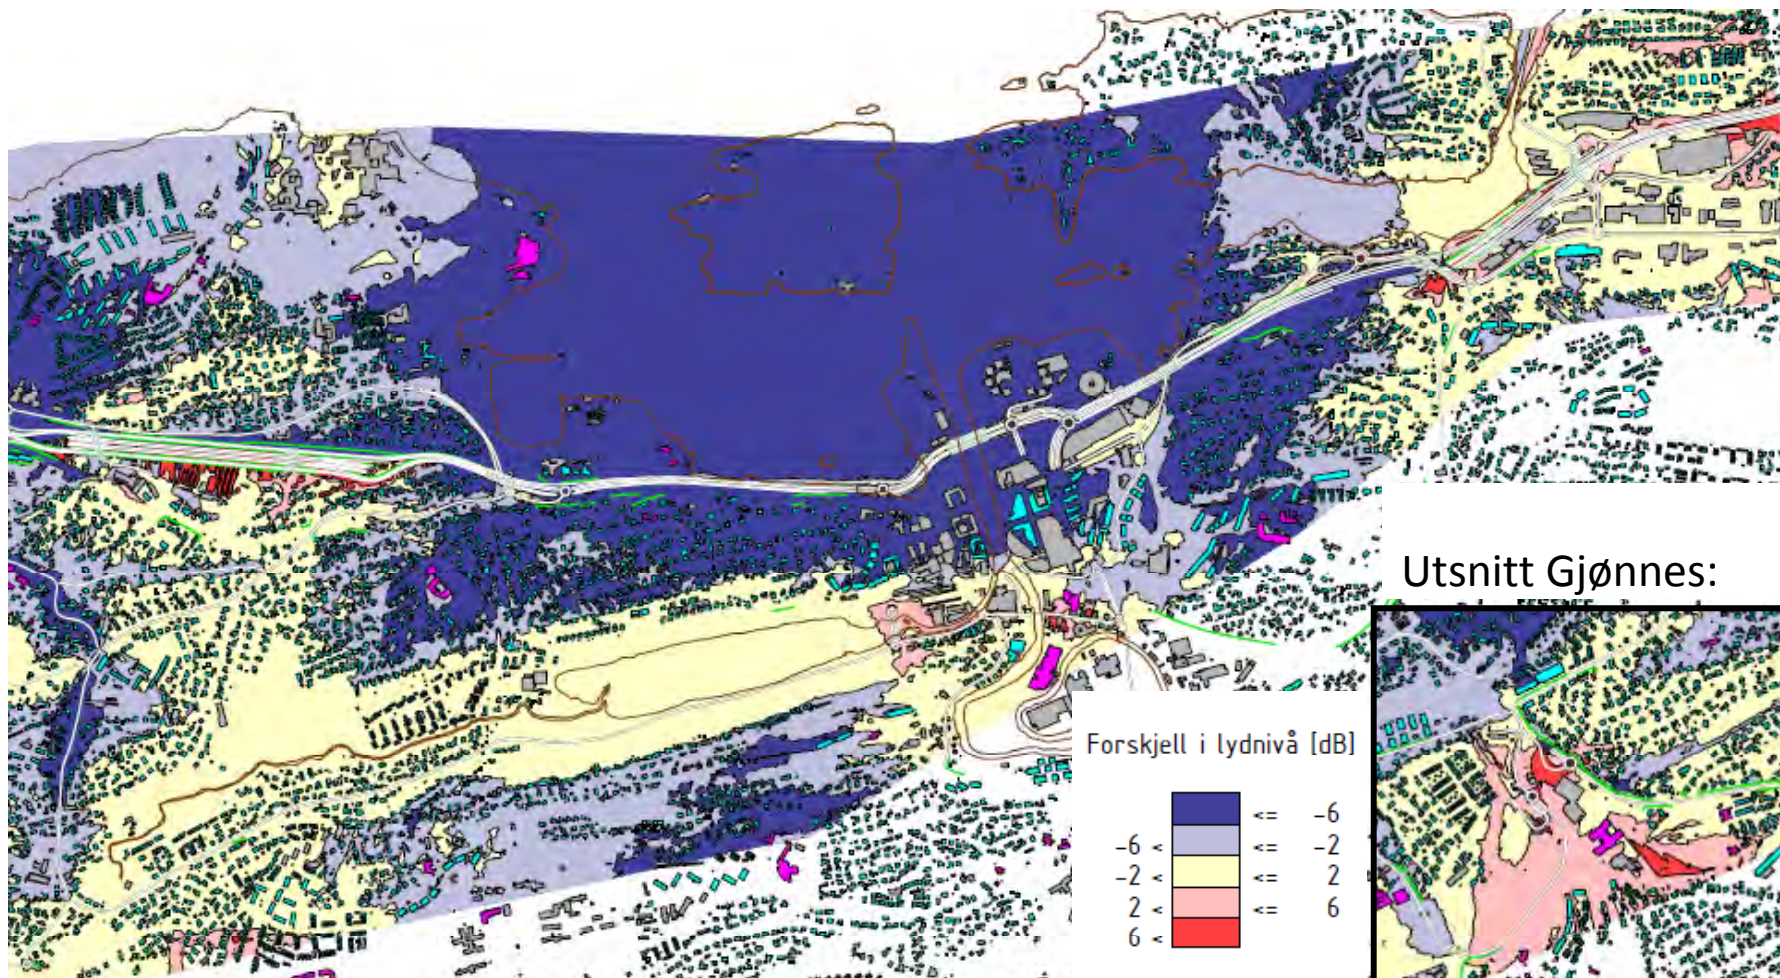 Utsnitt Gjønnes:
Forskjell i lydnivå [dB]
<= -6
-6 < <= -2
-2 < <= 2
2 < <= 6
6 <